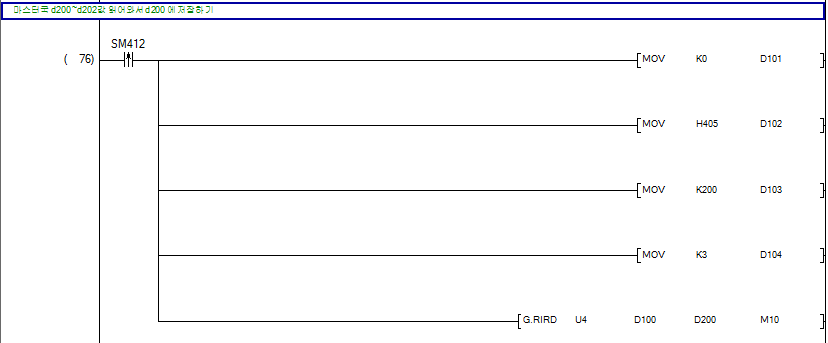 마스터국 d200~d202값 읽어와서 d200 에 저장하기
SM412
( 76)
MOV K0 D101
MOV H405 D102
MOV K200 D103
MOV K3 D104
G.RIRD U4 D100 D200 M10